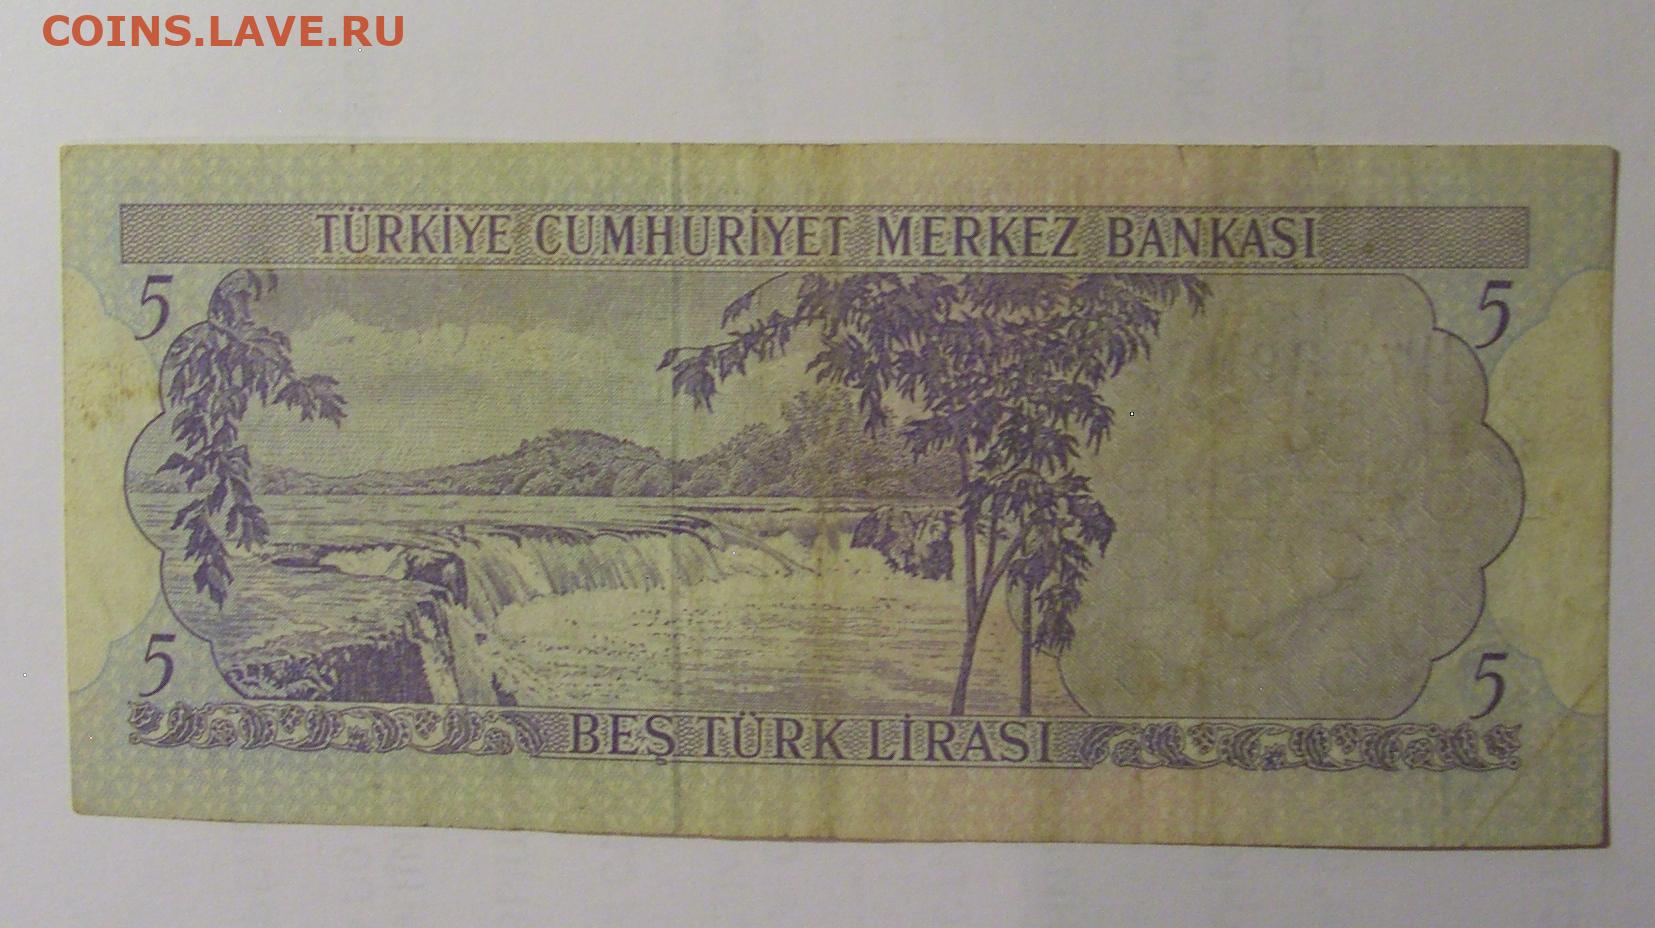 COINS.LAVE.RU
TÜRKİYE CUMHURİYET MERKEZ BANKASI
5 5
5 5
BEŞ TÜRK LİRASI